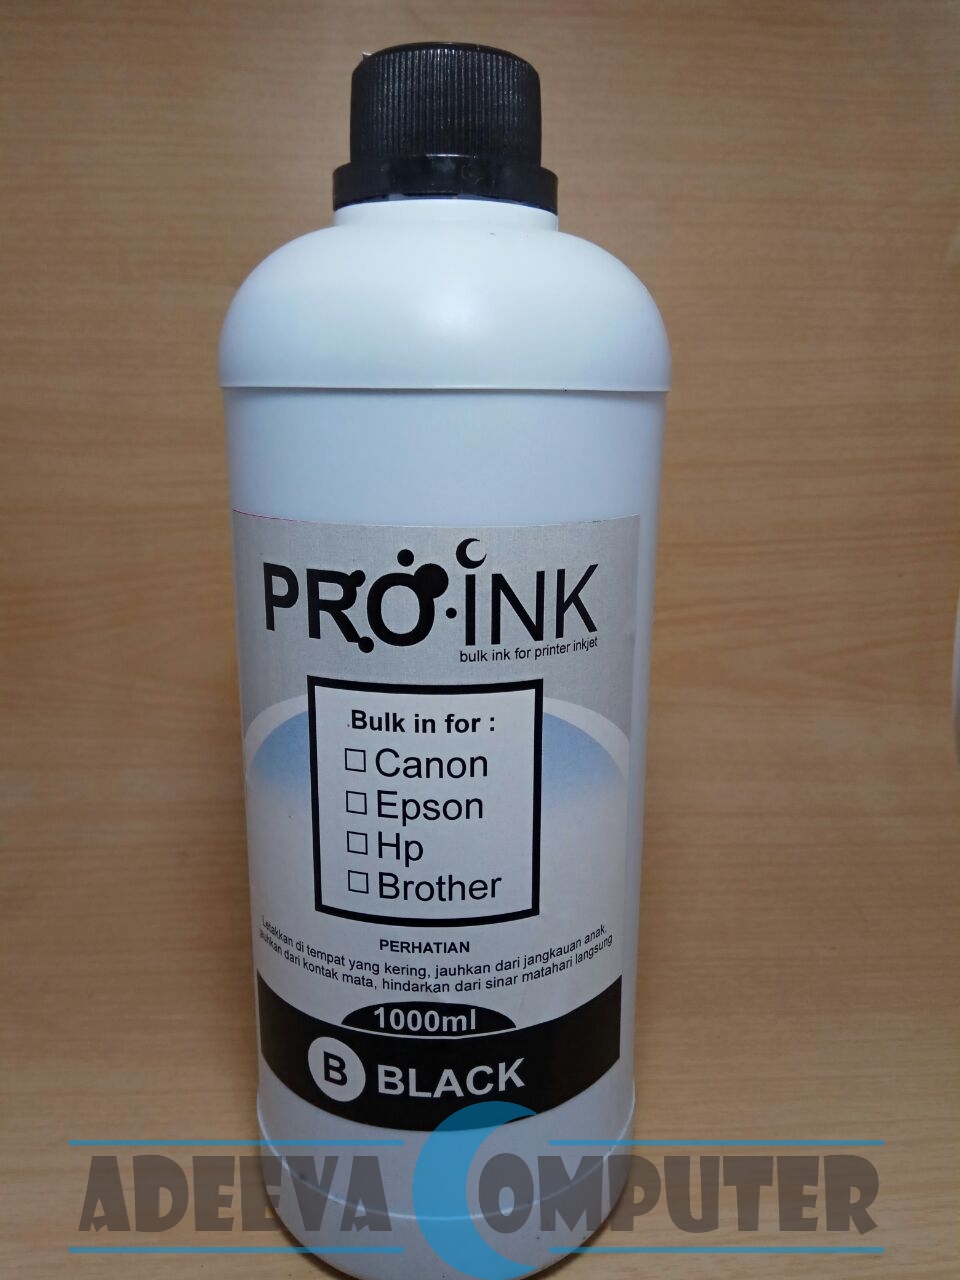 PRO.INK
bulk ink for printer inkjet
Bulk in for :
Canon
Epson
Hp
Brother
PERHATIAN
Letakkan di tempat yang kering, jauhkan dari jangkauan anak,
jauhkan dari kontak mata, hindarkan dari sinar matahari langsung
1000ml
B BLACK
ADEEVA COMPUTER